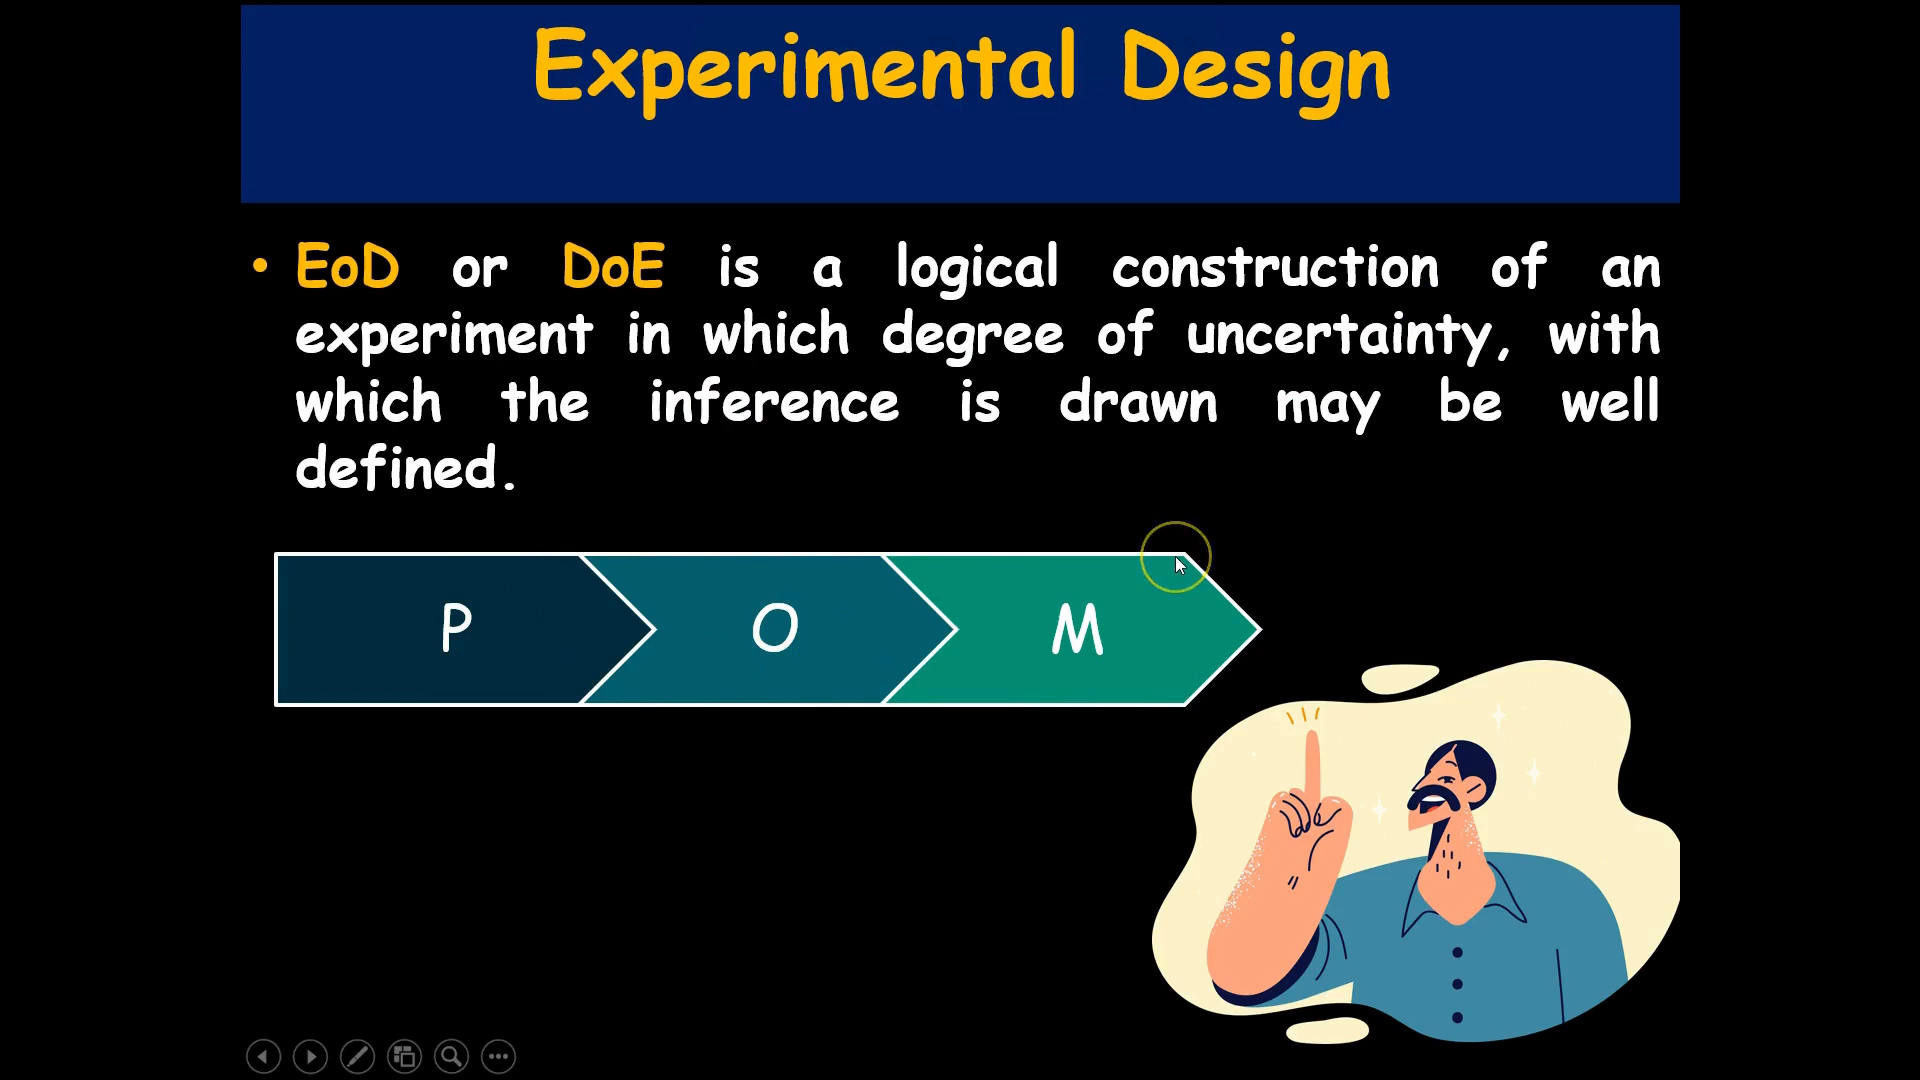 Experimental Design
• EoD or DoE is a logical construction of an
experiment in which degree of uncertainty, with
which the inference is drawn may be well
defined.
P O M